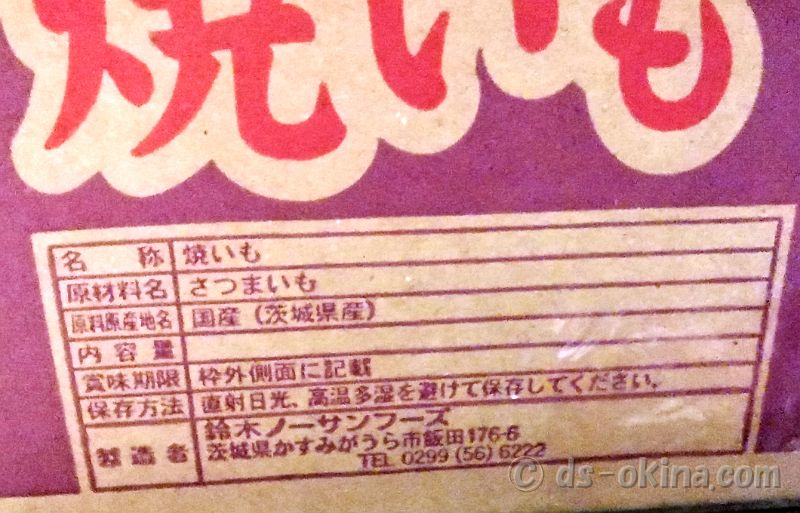 焼いも
名称 焼いも
原材料名 さつまいも
原料原産地名 国産（茨城県産）
内容量
賞味期限 枠外側面に記載
保存方法 直射日光、高温多湿を避けて保存してください。
製造者 鈴木ノーサンフーズ
茨城県かすみがうら市飯田176-6
TEL 0299 (56) 6222
© ds-okina.com